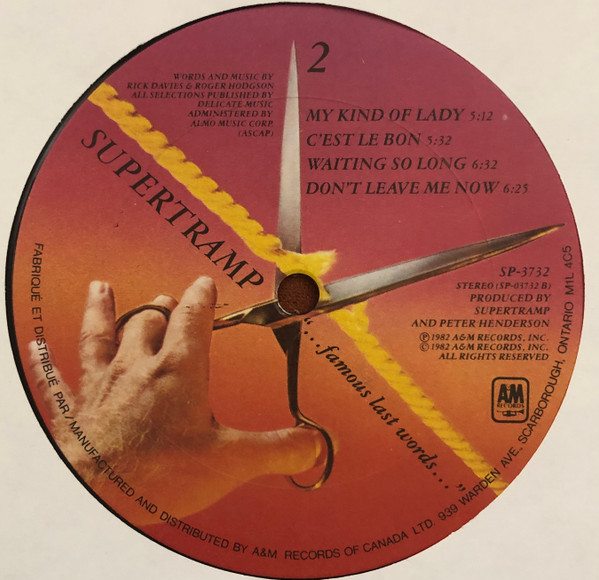 2
WORDS AND MUSIC BY
RICK DAVIES & ROGER HODGSON
ALL SELECTIONS PUBLISHED BY
DELICATE MUSIC
ADMINISTERED BY
ALMO MUSIC CORP.
(ASCAP)
MY KIND OF LADY 5:12
C'EST LE BON 5:32
WAITING SO LONG 6:32
DON'T LEAVE ME NOW 6:25
SUPERTRAMP
"...famous last words..."
SP-3732
STEREO (SP-03732 B)
PRODUCED BY
SUPERTRAMP
AND PETER HENDERSON
Ⓟ 1982 A&M RECORDS, INC.
© 1982 A&M RECORDS, INC.
ALL RIGHTS RESERVED
AM
RECORDS
FABRIQUÉ ET DISTRIBUÉ PAR / MANUFACTURED AND DISTRIBUTED BY A&M RECORDS OF CANADA LTD. 939 WARDEN AVE, SCARBOROUGH, ONTARIO M1L 4C5